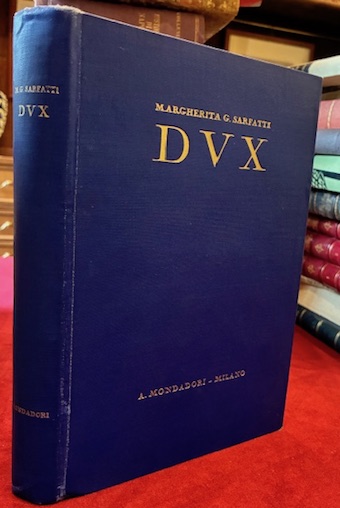 MARGHERITA G. SARFATTI
DVX
A. MONDADORI - MILANO
M. G. SARFATTI
DVX
MONDADORI